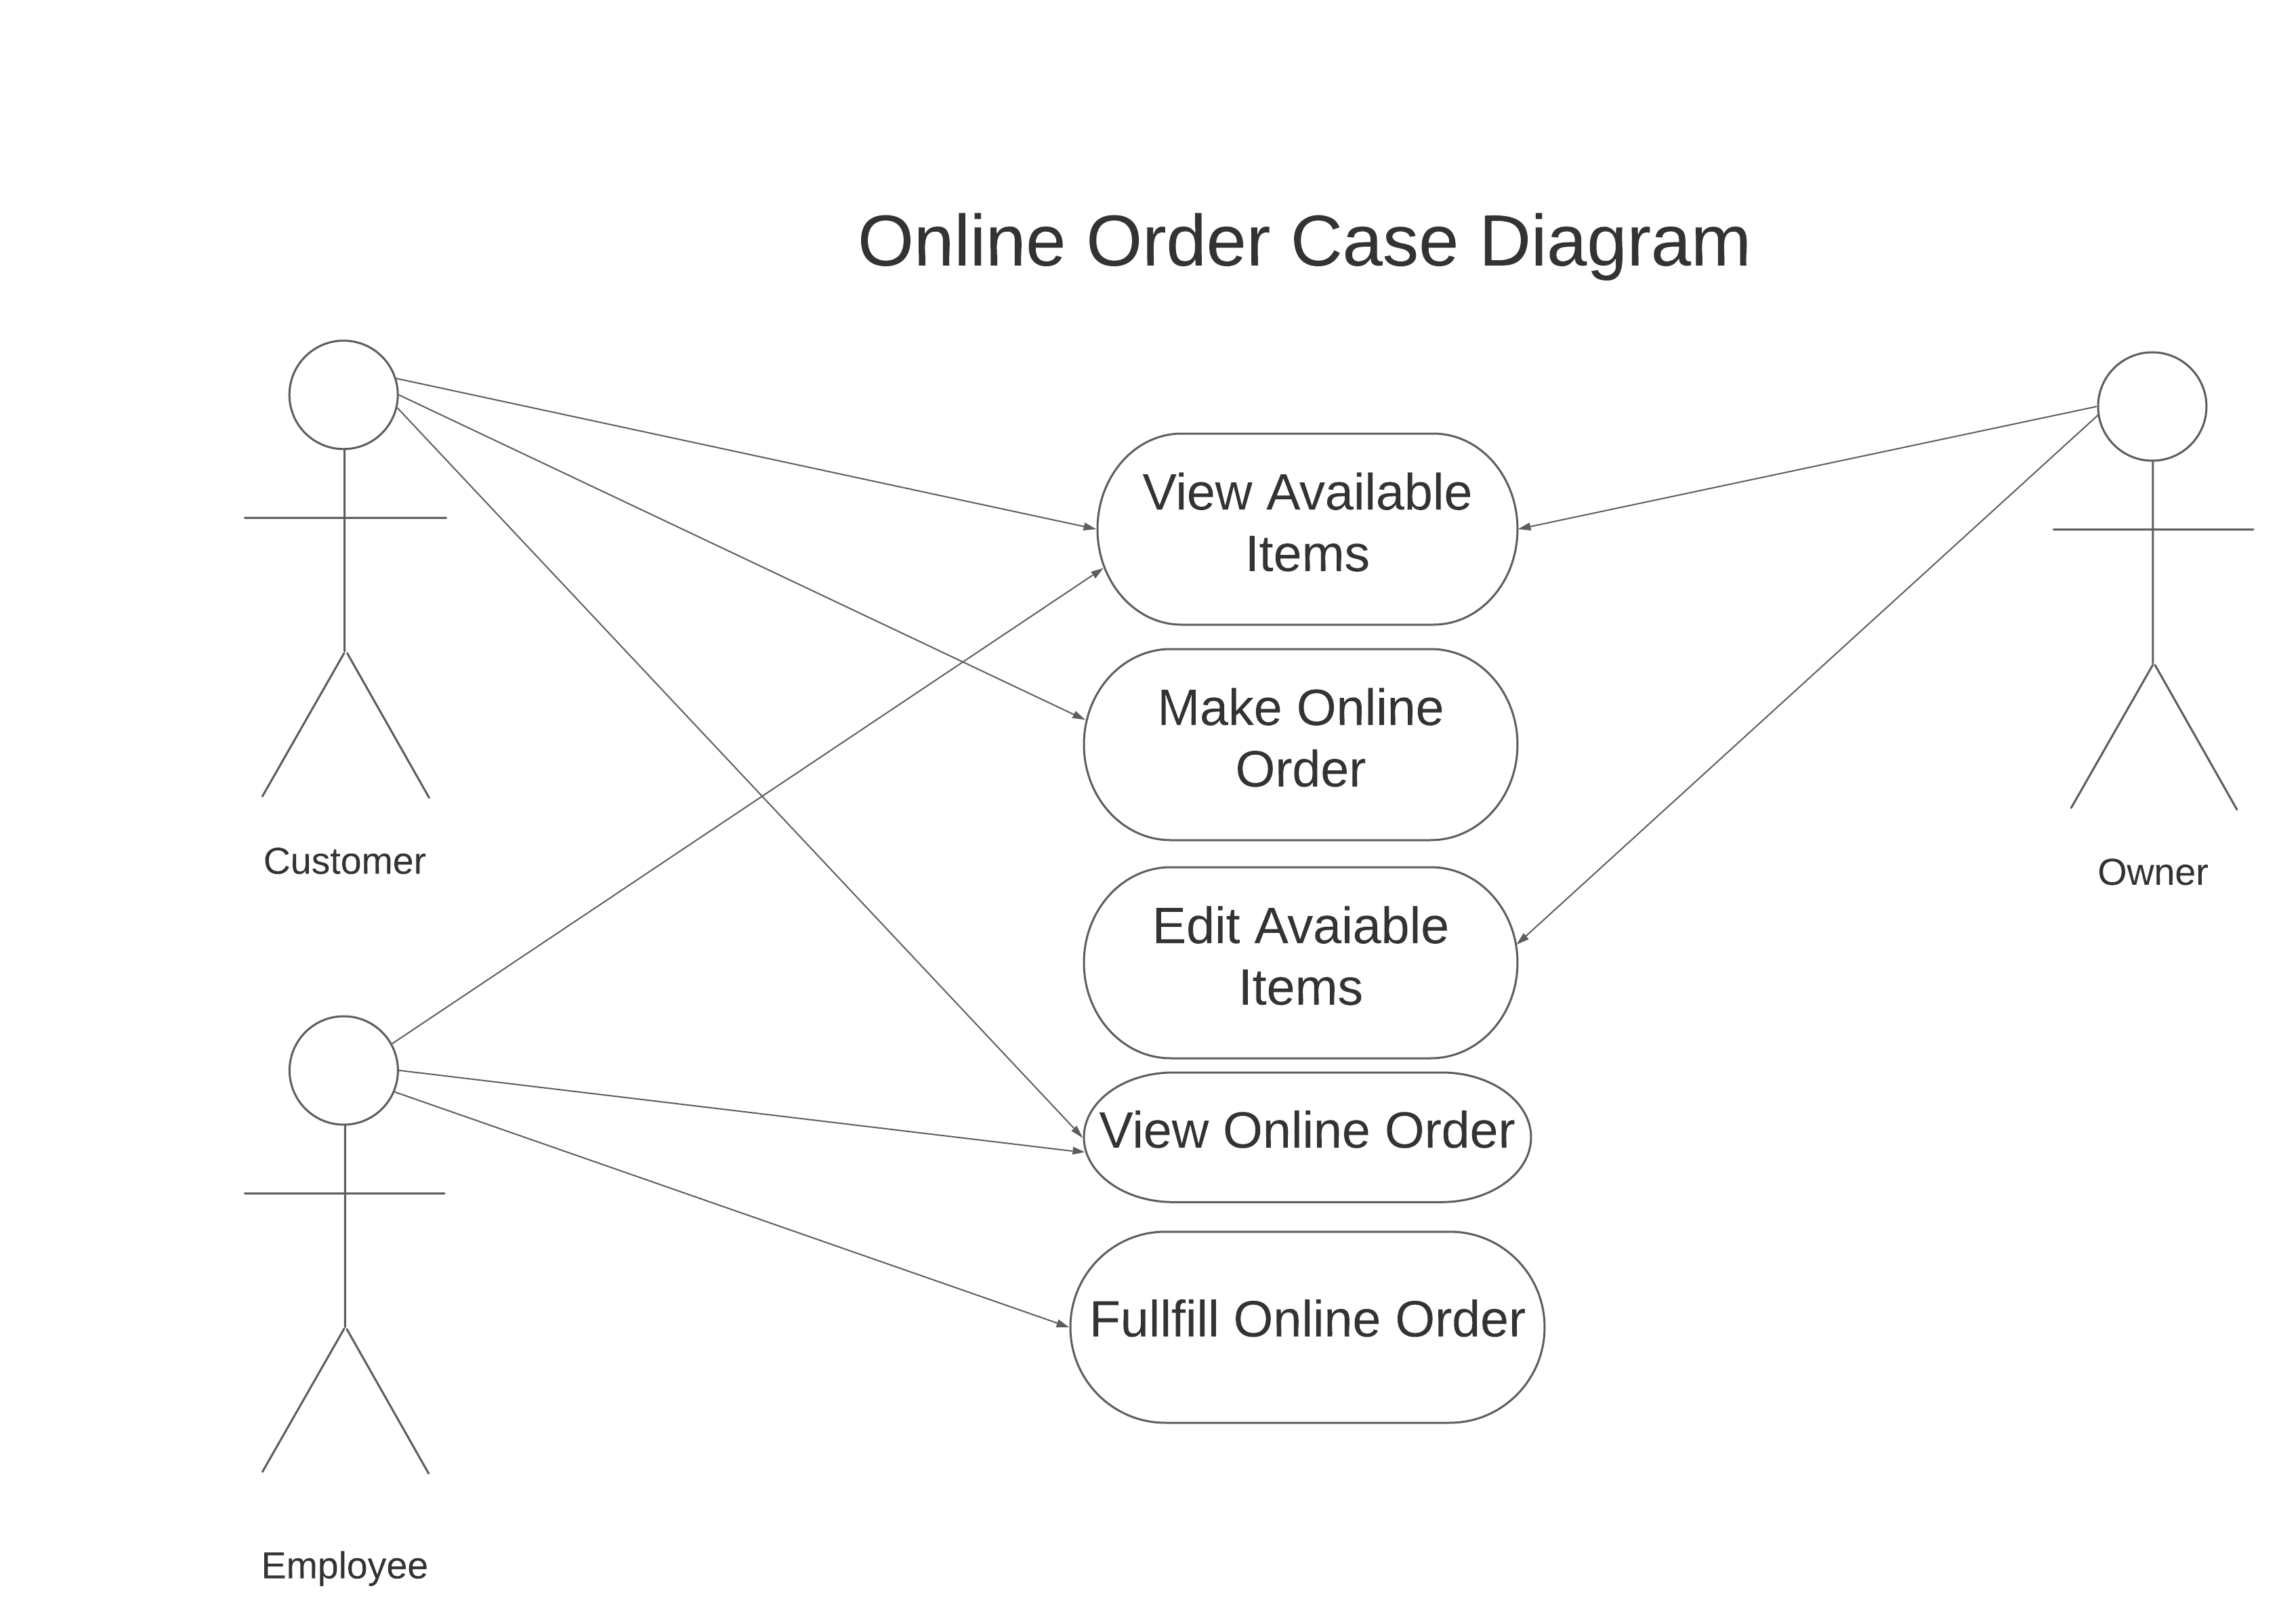 Online Order Case Diagram
View Available
Items
Make Online
Order
Customer
Owner
Edit Avaiable
Items
View Online Order
Fullfill Online Order
Employee